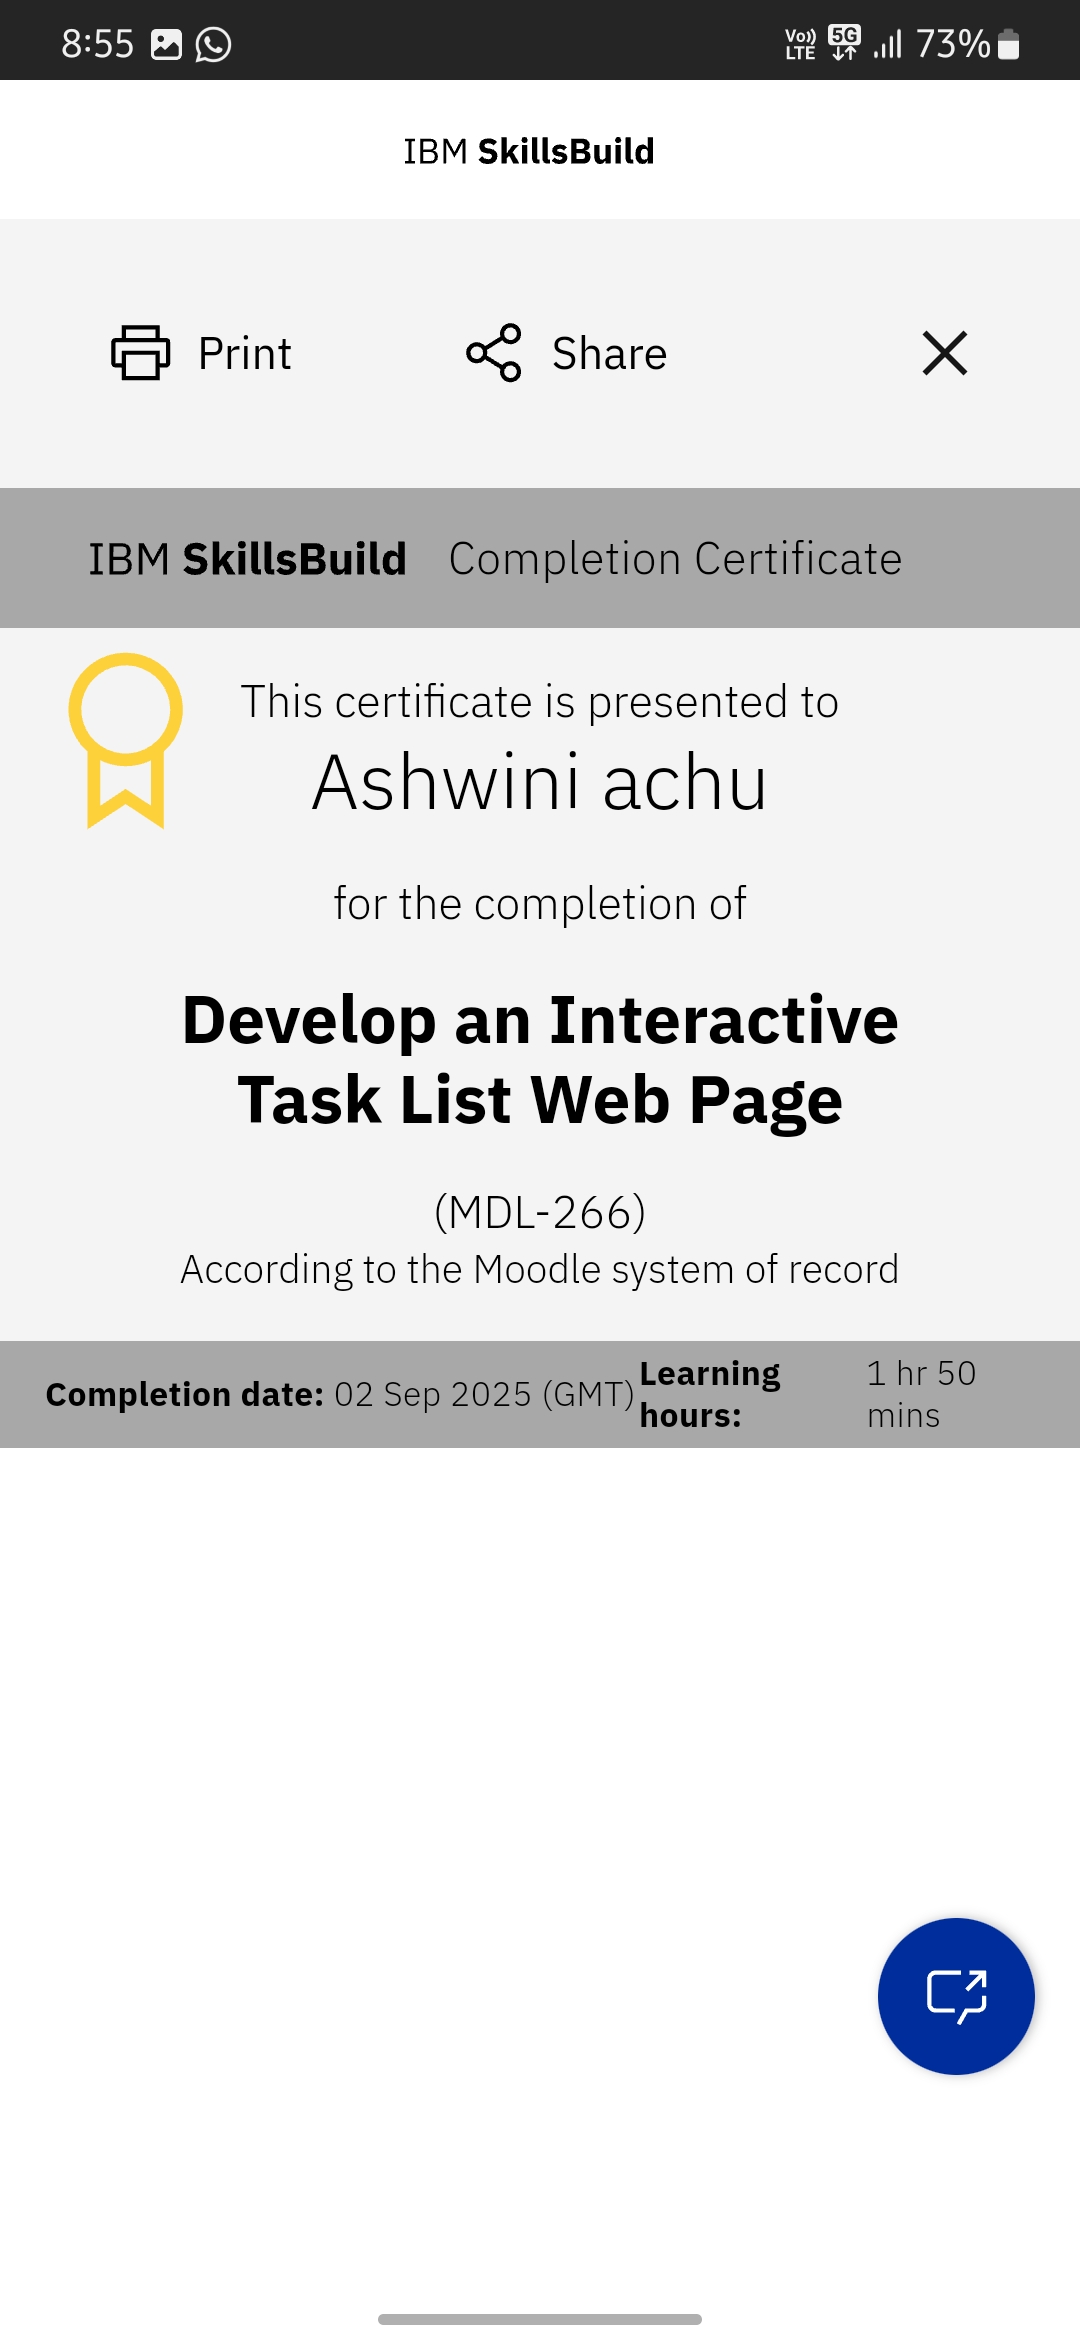 8:55
Vo)) LTE 5G 73%
IBM SkillsBuild
Print Share
IBM SkillsBuild Completion Certificate
This certificate is presented to
Ashwini achu
for the completion of
Develop an Interactive
Task List Web Page
(MDL-266)
According to the Moodle system of record
Completion date: 02 Sep 2025 (GMT)
Learning
hours:
1 hr 50
mins